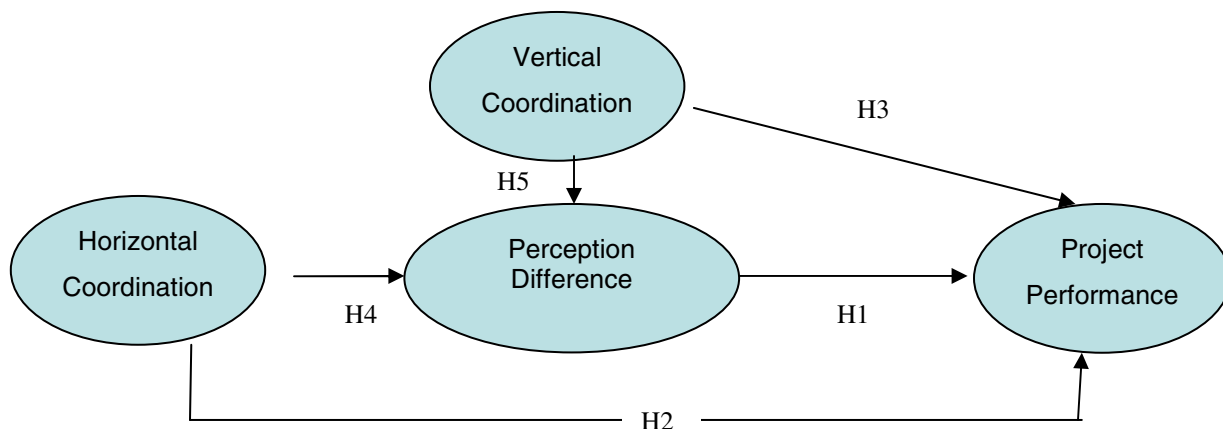 Vertical
Coordination
H3
H5
Horizontal
Coordination
Perception
Difference
Project
Performance
H4
H1
H2